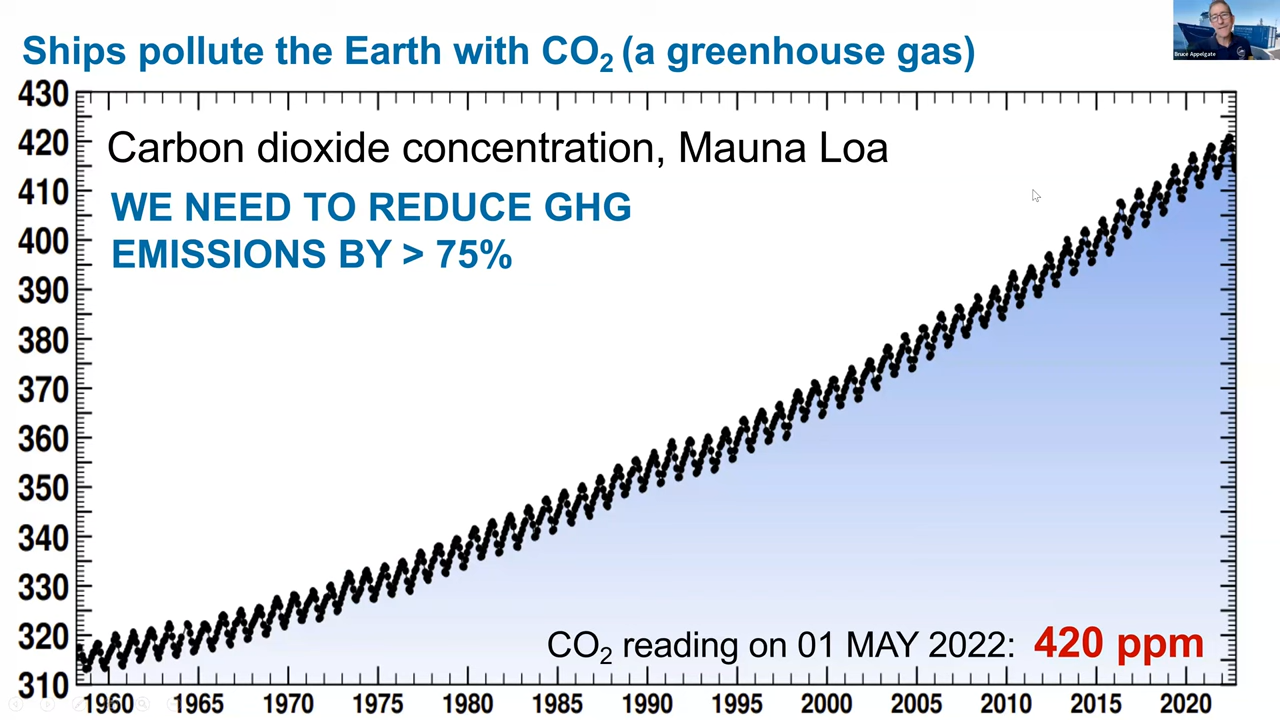 Ships pollute the Earth with CO₂ (a greenhouse gas)
Bruce Appelgate
430
420
410
400
390
380
370
360
350
340
330
320
310
Carbon dioxide concentration, Mauna Loa
WE NEED TO REDUCE GHG
EMISSIONS BY > 75%
CO₂ reading on 01 MAY 2022: 420 ppm
1960 1965 1970 1975 1980 1985 1990 1995 2000 2005 2010 2015 2020